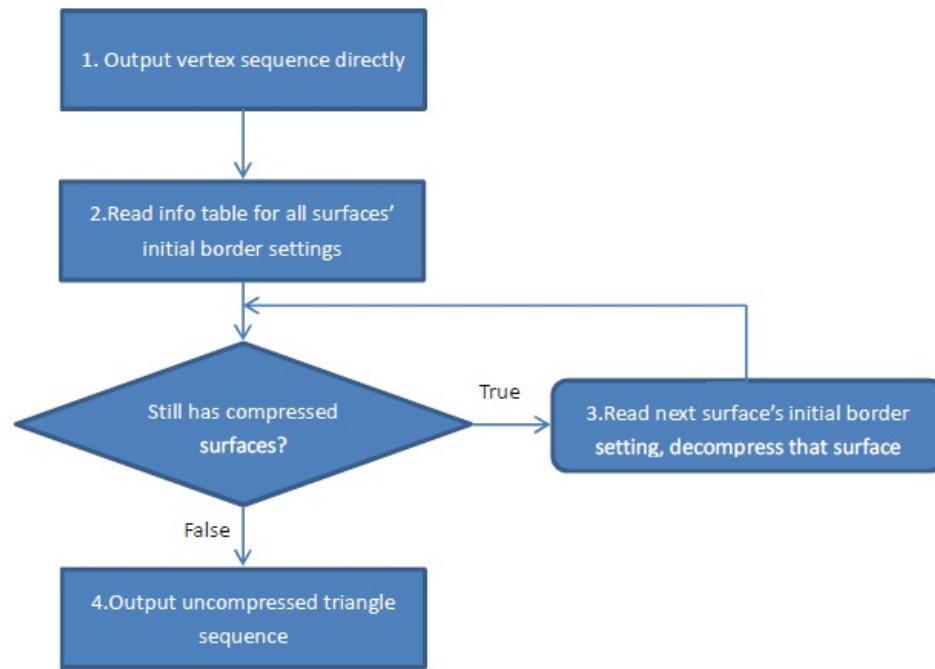 1. Output vertex sequence directly
2.Read info table for all surfaces'
initial border settings
Still has compressed
surfaces?
True
3.Read next surface's initial border
setting, decompress that surface
False
4.Output uncompressed triangle
sequence